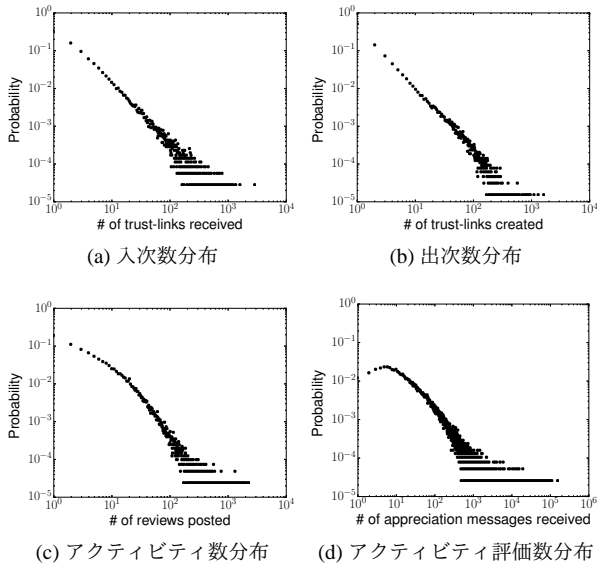 10^0
10^-1
10^-2
10^-3
10^-4
10^-5
Probability
10^0 10^1 10^2 10^3 10^4
# of trust-links received
(a) 入次数分布
10^0
10^-1
10^-2
10^-3
10^-4
10^-5
Probability
10^0 10^1 10^2 10^3 10^4
# of trust-links created
(b) 出次数分布
10^0
10^-1
10^-2
10^-3
10^-4
10^-5
Probability
10^0 10^1 10^2 10^3 10^4
# of reviews posted
(c) アクティビティ数分布
10^0
10^-1
10^-2
10^-3
10^-4
10^-5
Probability
10^0 10^1 10^2 10^3 10^4 10^5 10^6
# of appreciation messages received
(d) アクティビティ評価数分布